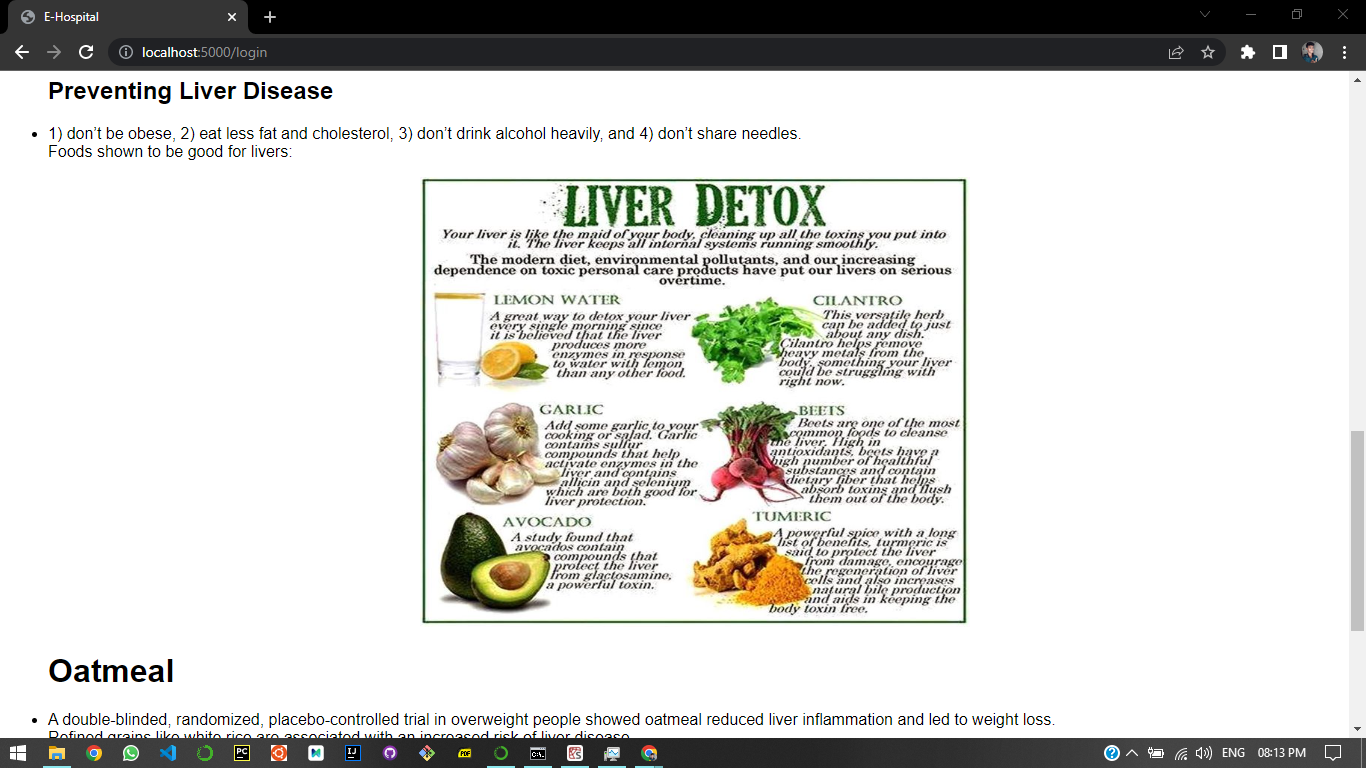 E-Hospital
localhost:5000/login
Preventing Liver Disease
1) don’t be obese, 2) eat less fat and cholesterol, 3) don’t drink alcohol heavily, and 4) don’t share needles.
Foods shown to be good for livers:
LIVER DETOX
Your liver is like the maid of your body, cleaning up all the toxins you put into
it. The liver keeps all internal systems running smoothly.
The modern diet, environmental pollutants, and our increasing
dependence on toxic personal care products have put our livers on serious
overtime.
LEMON WATER
A great way to detox your liver
every single morning since
it is believed that the liver
produces more
enzymes in response
to water with lemon
than any other food.
CILANTRO
This versatile herb
can be added to just
about any dish.
Cilantro helps remove
heavy metals from the
body, something your liver
could be struggling with
right now.
GARLIC
Add some garlic to your
cooking or salad. Garlic
contains sulfur
compounds that help
activate enzymes in the
liver and contains
allicin and selenium
which are both good for
liver protection.
BEETS
Beets are one of the most
common foods to cleanse
the liver. High in
antioxidants, beets have a
high number of healthful
substances and contain
dietary fiber that helps
absorb toxins and flush
them out of the body.
AVOCADO
A study found that
avocados contain
compounds that
protect the liver
from glactosamine,
a powerful toxin.
TUMERIC
A powerful spice with a long
list of benefits, turmeric is
said to protect the liver
from damage, encourage
the regeneration of liver
cells and also increases
natural bile production
and aids in keeping the
body toxin free.
Oatmeal
A double-blinded, randomized, placebo-controlled trial in overweight people showed oatmeal reduced liver inflammation and led to weight loss.
Refined grains like white rice are associated with an increased risk of liver disease
ENG 08:13 PM